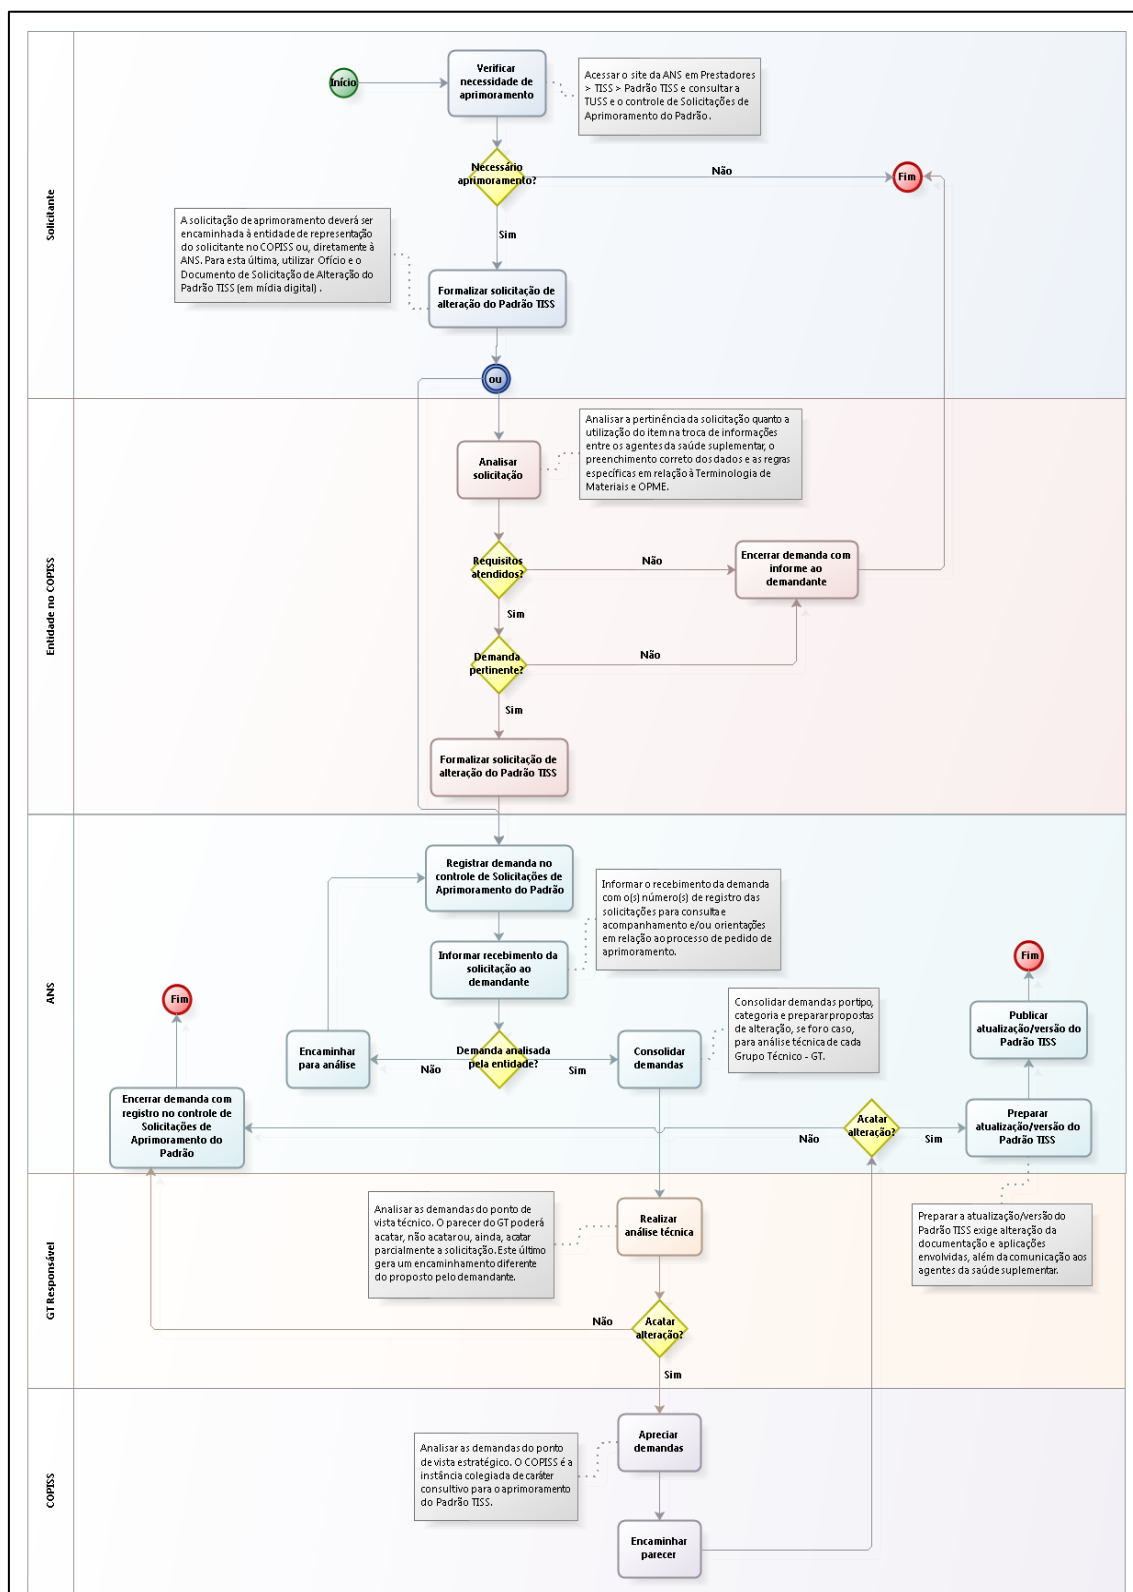 Solicitante
Início
Verificar
necessidade de
aprimoramento
Acessar o site da ANS em Prestadores
> TISS > Padrão TISS e consultar a
TUSS e o controle de Solicitações de
Aprimoramento do Padrão.
Necessário
aprimoramento?
Não
Fim
Sim
A solicitação de aprimoramento deverá ser
encaminhada à entidade de representação
do solicitante no COPISS ou, diretamente à
ANS. Para esta última, utilizar Ofício e o
Documento de Solicitação de Alteração do
Padrão TISS (em mídia digital) .
Formalizar solicitação de
alteração do Padrão TISS
ou
Entidade no COPISS
Analisar a pertinência da solicitação quanto a
utilização do item na troca de informações
entre os agentes da saúde suplementar, o
preenchimento correto dos dados e as regras
específicas em relação à Terminologia de
Materiais e OPME.
Analisar
solicitação
Requisitos
atendidos?
Não
Encerrar demanda com
informe ao
demandante
Sim
Demanda
pertinente?
Não
Sim
Formalizar solicitação de
alteração do Padrão TISS
ANS
Registrar demanda no
controle de Solicitações de
Aprimoramento do Padrão
Informar o recebimento da demanda
com o(s) número(s) de registro das
solicitações para consulta e
acompanhamento e/ou orientações
em relação ao processo de pedido de
aprimoramento.
Informar recebimento da
solicitação ao
demandante
Fim
Fim
Consolidar demandas por tipo,
categoria e preparar propostas
de alteração, se for o caso,
para análise técnica de cada
Grupo Técnico - GT.
Publicar
atualização/versão do
Padrão TISS
Encaminhar
para análise
Não
Demanda analisada
pela entidade?
Sim
Consolidar
demandas
Encerrar demanda com
registro no controle de
Solicitações de
Aprimoramento do
Padrão
Não
Acatar
alteração?
Sim
Preparar
atualização/versão do
Padrão TISS
GT Responsável
Analisar as demandas do ponto de
vista técnico. O parecer do GT poderá
acatar, não acatar ou, ainda, acatar
parcialmente a solicitação. Este último
gera um encaminhamento diferente
do proposto pelo demandante.
Realizar
análise técnica
Preparar a atualização/versão do
Padrão TISS exige alteração da
documentação e aplicações
envolvidas, além da comunicação aos
agentes da saúde suplementar.
Não
Acatar
alteração?
Sim
COPISS
Analisar as demandas do ponto
de vista estratégico. O COPISS é a
instância colegiada de caráter
consultivo para o aprimoramento
do Padrão TISS.
Apreciar
demandas
Encaminhar
parecer